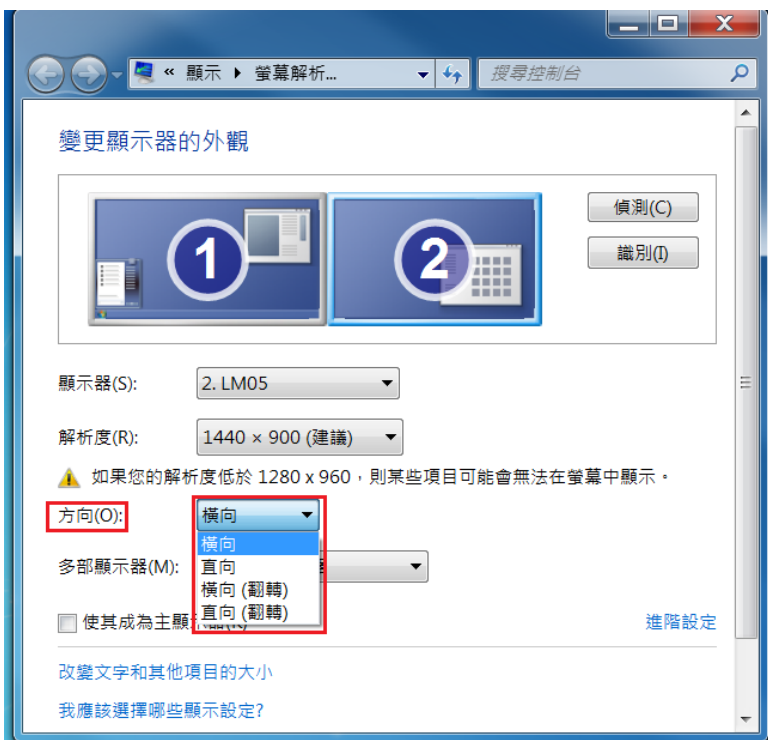 « 顯示 ▸ 螢幕解析... 搜尋控制台
變更顯示器的外觀
1 2
偵測(C)
識別(I)
顯示器(S): 2. LM05
解析度(R): 1440 × 900 (建議)
如果您的解析度低於 1280 x 960，則某些項目可能會無法在螢幕中顯示。
方向(O): 橫向
橫向
直向
橫向 (翻轉)
直向 (翻轉)
多部顯示器(M):
使其成為主顯
進階設定
改變文字和其他項目的大小
我應該選擇哪些顯示設定?